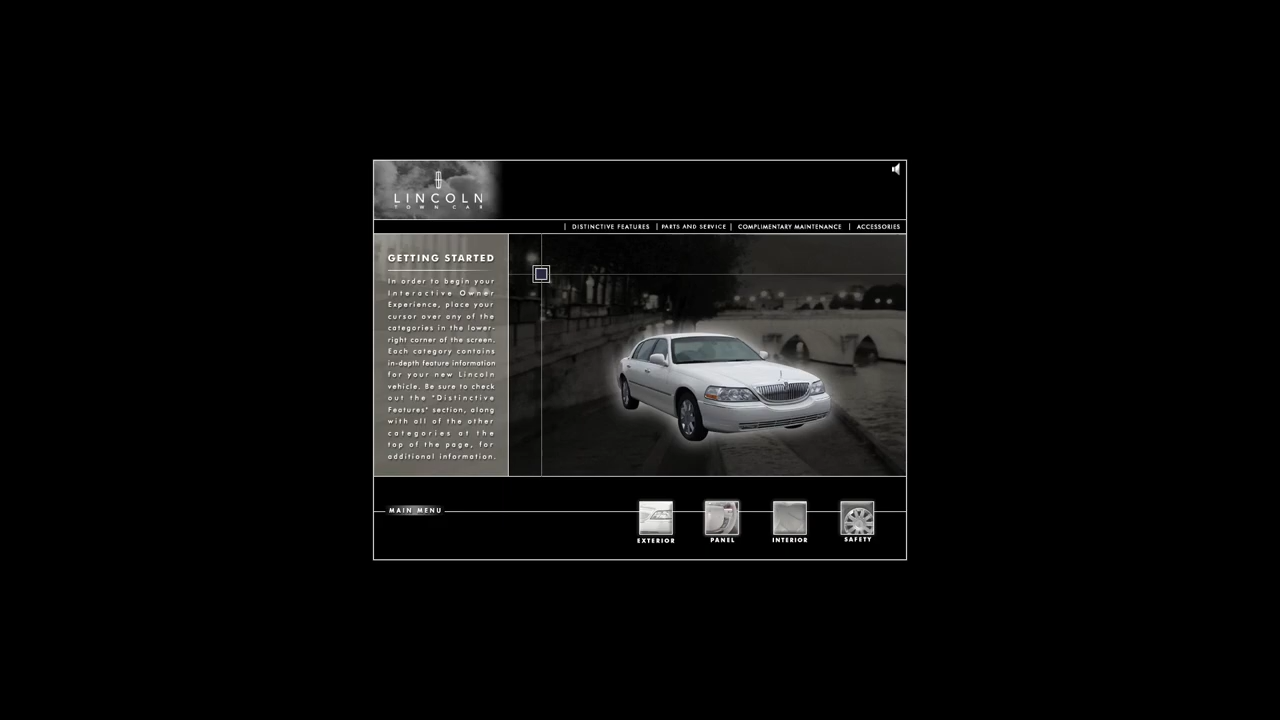 LINCOLN
TOWN CAR
| DISTINCTIVE FEATURES | PARTS AND SERVICE | COMPLIMENTARY MAINTENANCE | ACCESSORIES
GETTING STARTED
In order to begin your
Interactive Owner
Experience, place your
cursor over any of the
categories in the lower-
right corner of the screen.
Each category contains
in-depth feature information
for your new Lincoln
vehicle. Be sure to check
out the "Distinctive
Features" section, along
with all of the other
categories at the
top of the page, for
additional information.
MAIN MENU
EXTERIOR
PANEL
INTERIOR
SAFETY